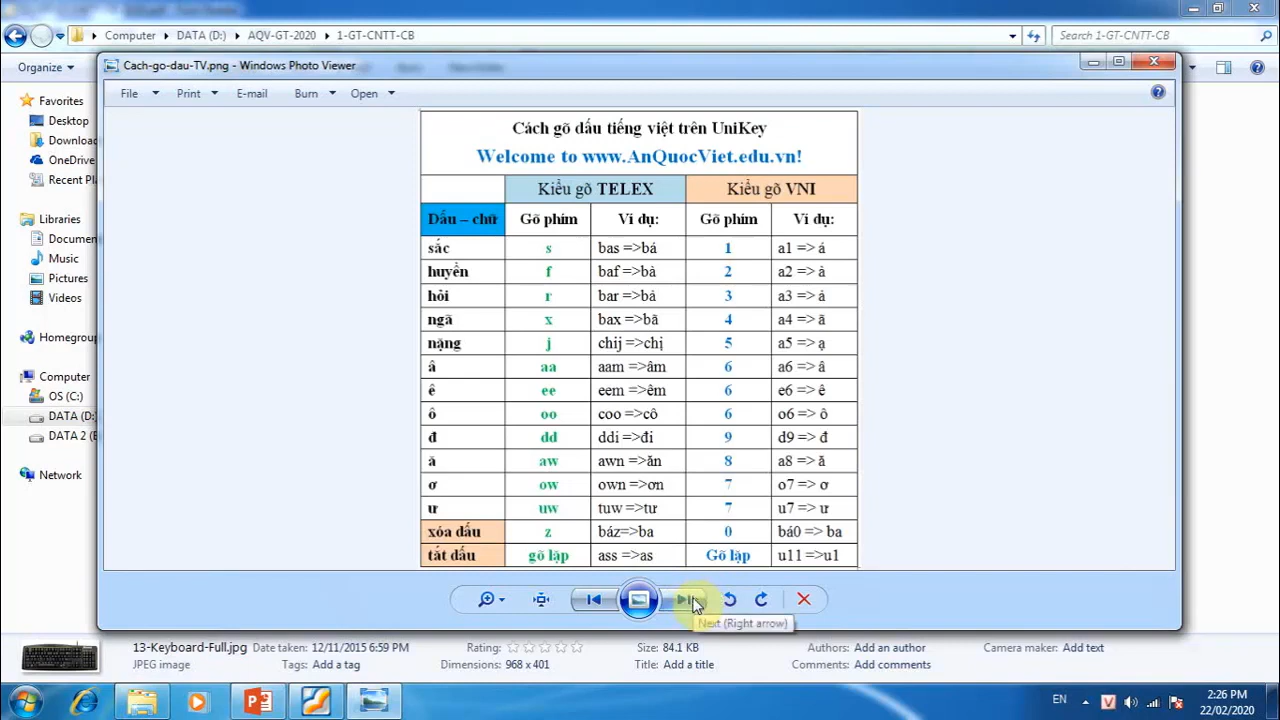 Computer ▸ DATA (D:) ▸ AQV-GT-2020 ▸ 1-GT-CNTT-CB
Search 1-GT-CNTT-CB
Organize
Cach-go-dau-TV.png - Windows Photo Viewer
File Print E-mail Burn Open
Favorites
Desktop
OneDrive
Libraries
Music
Pictures
Videos
Computer
OS (C:)
DATA (D:
Network
Cách gõ dấu tiếng việt trên UniKey
Welcome to www.AnQuocViet.edu.vn!
Kiểu gõ TELEX Kiểu gõ VNI
Dấu – chữ Gõ phím Ví dụ: Gõ phím Ví dụ:
sắc s bas =>bá 1 a1 => á
huyền f baf =>bà 2 a2 => à
hỏi r bar =>bả 3 a3 => ả
ngã x bax =>bã 4 a4 => ã
nặng j chij =>chị 5 a5 => ạ
â aa aam =>âm 6 a6 => â
ê ee eem =>êm 6 e6 => ê
ô oo coo =>cô 6 o6 => ô
đ dd ddi =>đi 9 d9 => đ
ă aw awn =>ăn 8 a8 => ă
ơ ow own =>ơn 7 o7 => ơ
ư uw tuw =>tư 7 u7 => ư
xóa dấu z báz=>ba 0 bá0 => ba
tắt dấu gõ lặp ass =>as Gõ lặp u11 =>u1
Next (Right arrow)
13-Keyboard-Full.jpg Date taken: 12/11/2015 6:59 PM Rating: Size: 84.1 KB Authors: Add an author Camera maker: Add text
JPEG image Tags: Add a tag Dimensions: 968 x 401 Title: Add a title Comments: Add comments
EN V 2:26 PM
22/02/2020